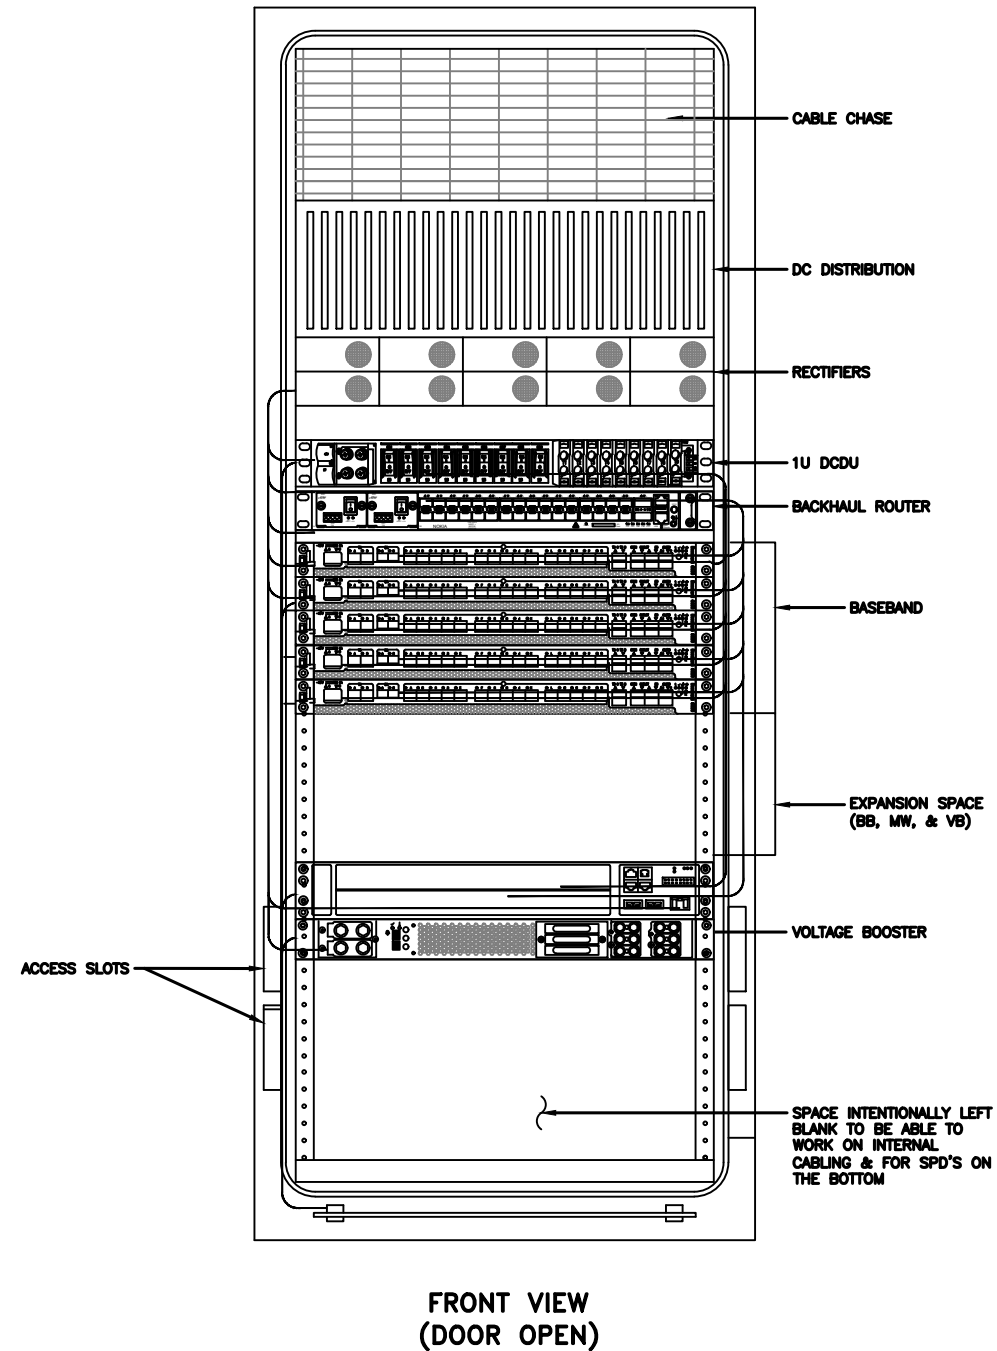 CABLE CHASE
DC DISTRIBUTION
RECTIFIERS
1U DCDU
BACKHAUL ROUTER
NOKIA
BASEBAND
EXPANSION SPACE
(BB, MW, & VB)
VOLTAGE BOOSTER
ACCESS SLOTS
SPACE INTENTIONALLY LEFT
BLANK TO BE ABLE TO
WORK ON INTERNAL
CABLING & FOR SPD'S ON
THE BOTTOM
FRONT VIEW
(DOOR OPEN)